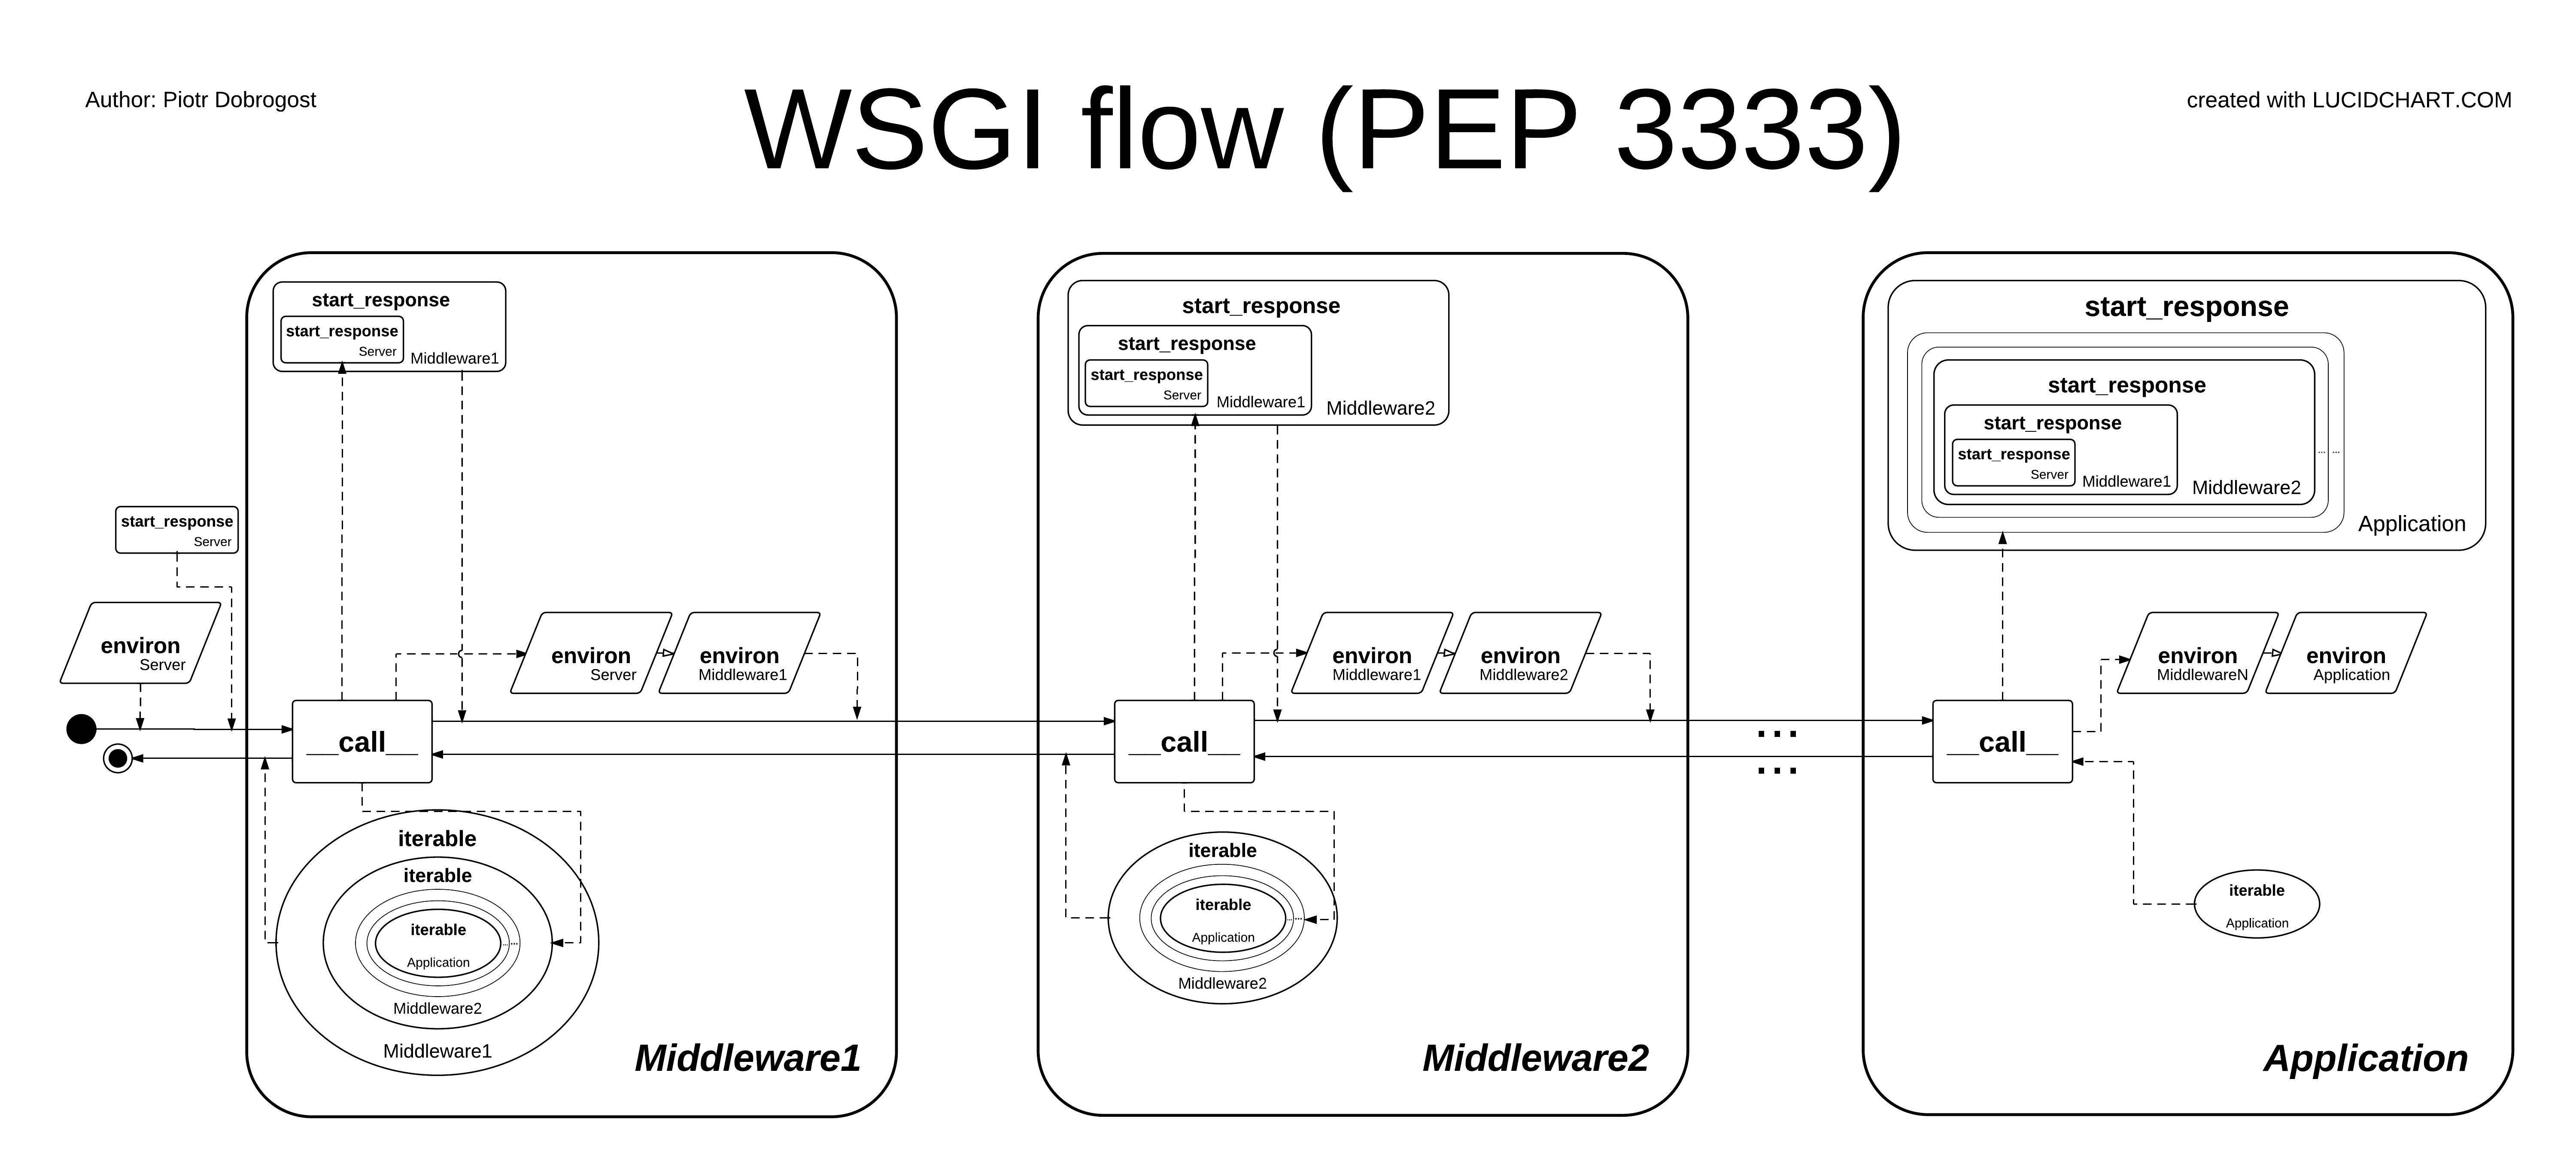 Author: Piotr Dobrogost
WSGI flow (PEP 3333)
created with LUCIDCHART.COM
start_response
Server
environ
Server
start_response
start_response
Server
Middleware1
environ
Server
environ
Middleware1
__call__
iterable
iterable
iterable
...
Application
Middleware2
Middleware1
Middleware1
start_response
start_response
start_response
Server
Middleware1
Middleware2
environ
Middleware1
environ
Middleware2
__call__
iterable
iterable
...
Application
Middleware2
Middleware2
...
...
start_response
start_response
start_response
start_response
Server
Middleware1
Middleware2
... ...
Application
environ
MiddlewareN
environ
Application
__call__
iterable
Application
Application